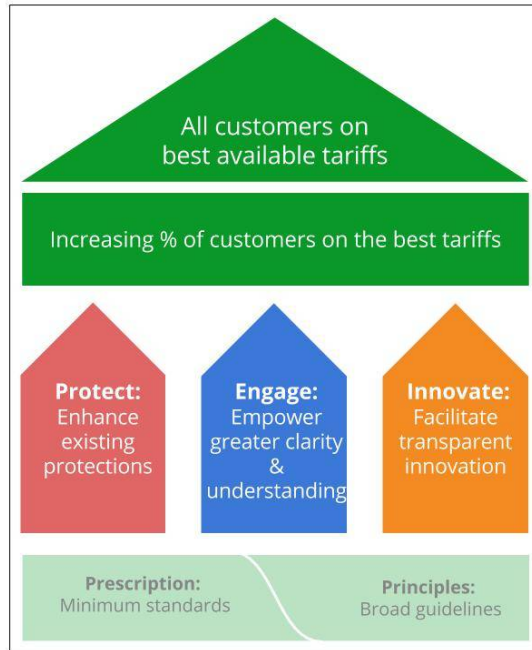 All customers on
best available tariffs
Increasing % of customers on the best tariffs
Protect:
Enhance
existing
protections
Engage:
Empower
greater clarity
&
understanding
Innovate:
Facilitate
transparent
innovation
Prescription:
Minimum standards
Principles:
Broad guidelines